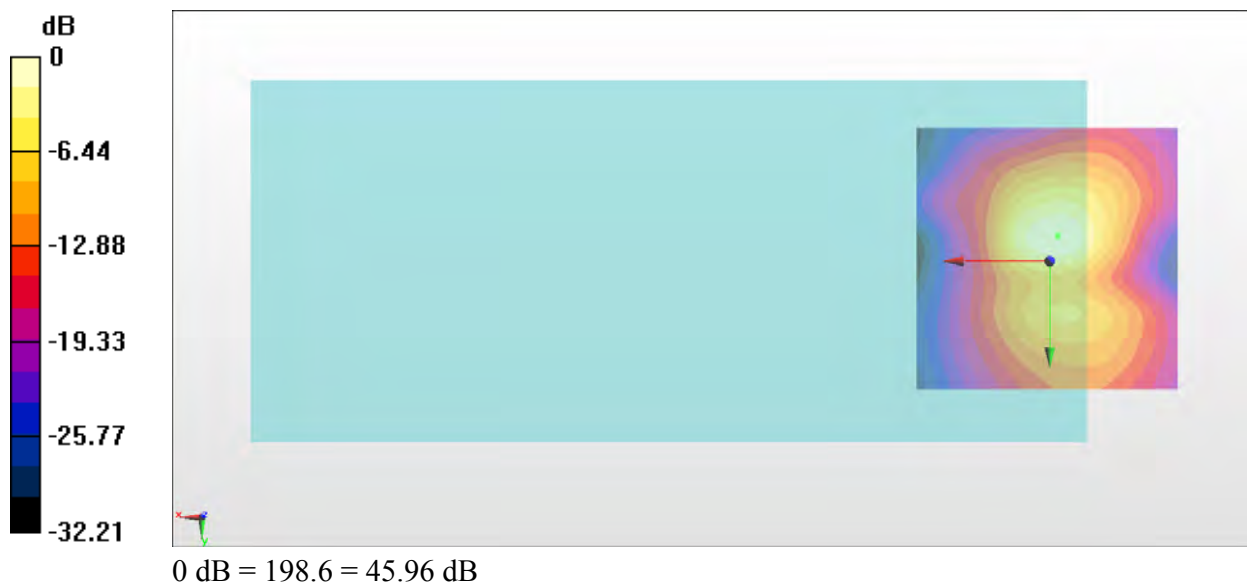 dB
0
-6.44
-12.88
-19.33
-25.77
-32.21
x
z
y
0 dB = 198.6 = 45.96 dB